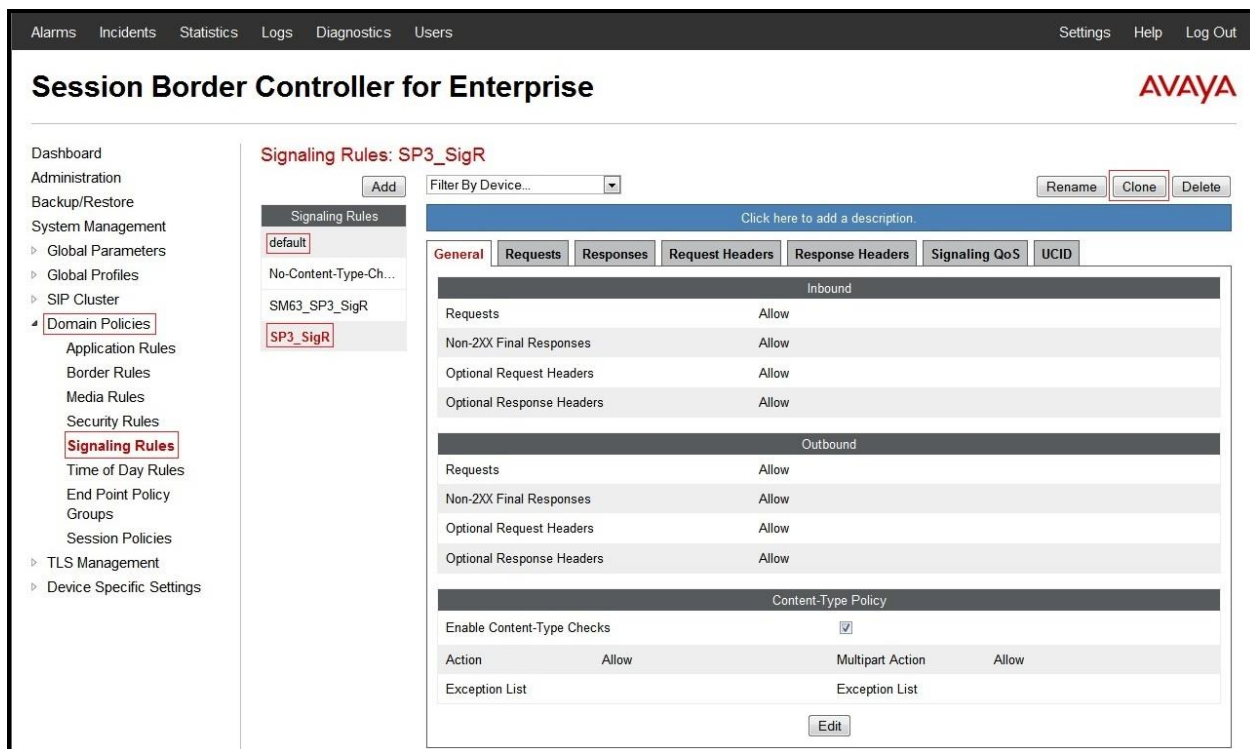 Alarms Incidents Statistics Logs Diagnostics Users Settings Help Log Out
Session Border Controller for Enterprise
AVAYA
Dashboard
Administration
Backup/Restore
System Management
Global Parameters
Global Profiles
SIP Cluster
Domain Policies
Application Rules
Border Rules
Media Rules
Security Rules
Signaling Rules
Time of Day Rules
End Point Policy
Groups
Session Policies
TLS Management
Device Specific Settings
Signaling Rules: SP3_SigR
Add
Filter By Device...
Rename Clone Delete
Signaling Rules
default
No-Content-Type-Ch...
SM63_SP3_SigR
SP3_SigR
Click here to add a description.
General Requests Responses Request Headers Response Headers Signaling QoS UCID
Inbound
Requests Allow
Non-2XX Final Responses Allow
Optional Request Headers Allow
Optional Response Headers Allow
Outbound
Requests Allow
Non-2XX Final Responses Allow
Optional Request Headers Allow
Optional Response Headers Allow
Content-Type Policy
Enable Content-Type Checks
Action Allow Multipart Action Allow
Exception List Exception List
Edit